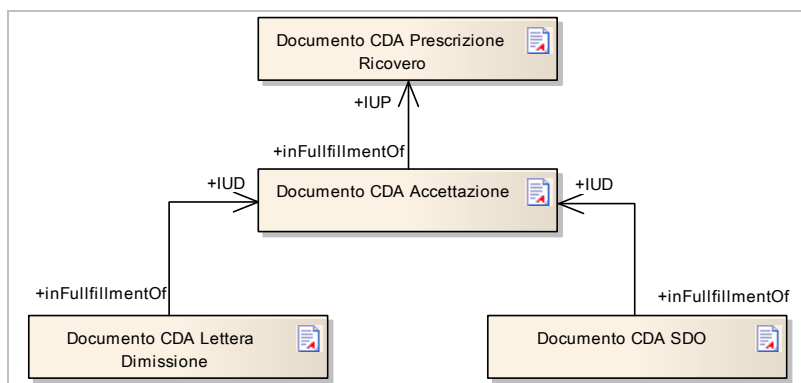 Documento CDA Prescrizione
Ricovero
+IUP
+inFullfillmentOf
Documento CDA Accettazione
+IUD
+IUD
+inFullfillmentOf
+inFullfillmentOf
Documento CDA Lettera
Dimissione
Documento CDA SDO